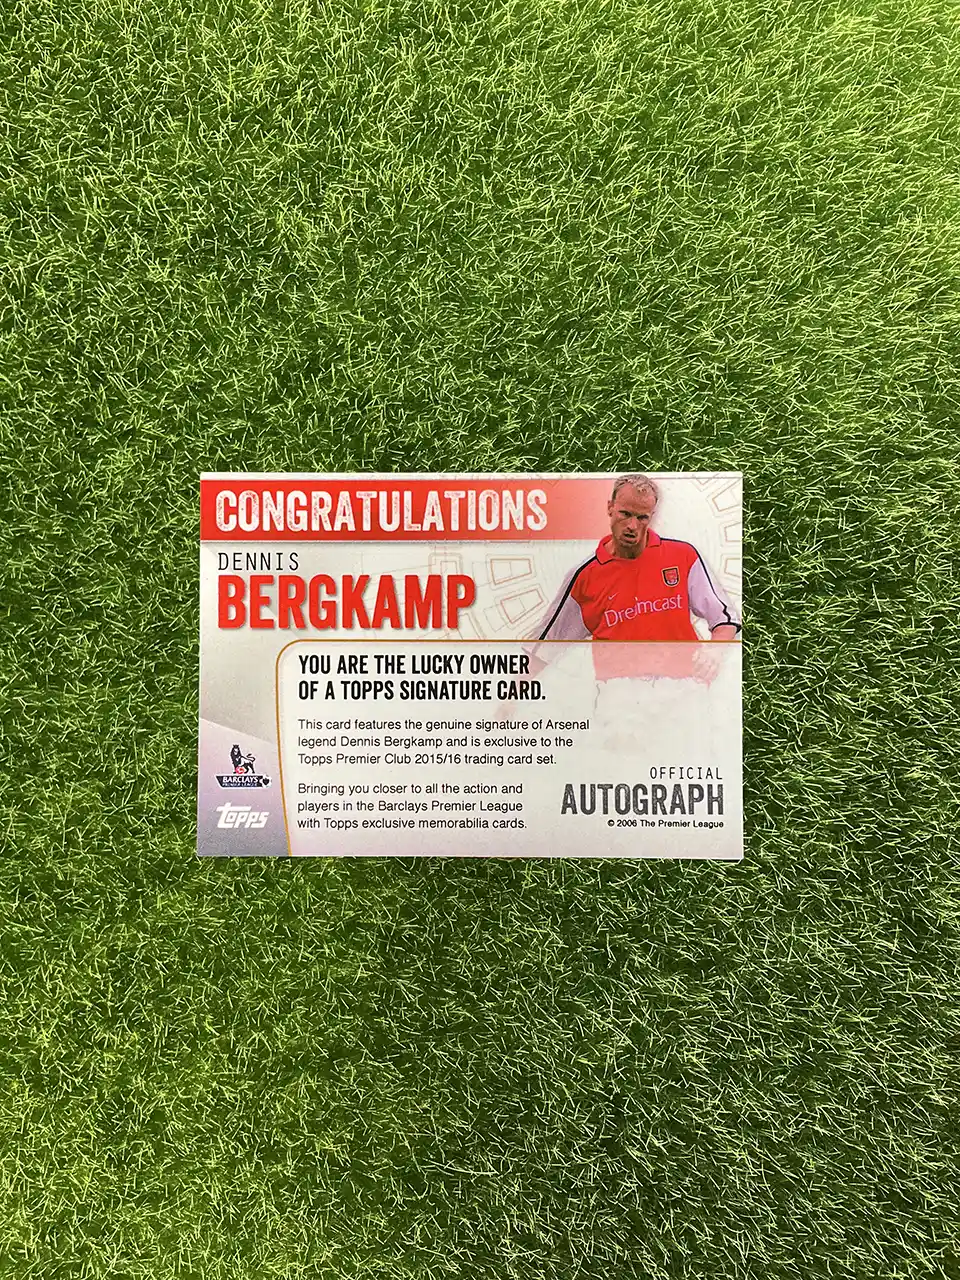 CONGRATULATIONS
DENNIS
BERGKAMP
Dreamcast
YOU ARE THE LUCKY OWNER
OF A TOPPS SIGNATURE CARD.
This card features the genuine signature of Arsenal
legend Dennis Bergkamp and is exclusive to the
Topps Premier Club 2015/16 trading card set.
Bringing you closer to all the action and
players in the Barclays Premier League
with Topps exclusive memorabilia cards.
BARCLAYS
PREMIER LEAGUE
Topps
OFFICIAL
AUTOGRAPH
© 2006 The Premier League